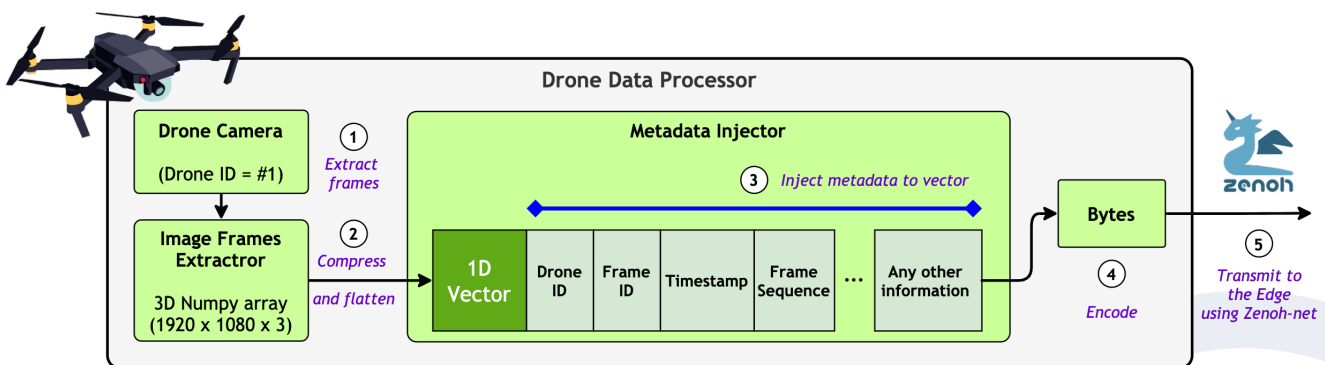 Drone Data Processor
Drone Camera
(Drone ID = #1)
1
Extract
frames
Image Frames
Extractror
3D Numpy array
(1920 x 1080 x 3)
2
Compress
and flatten
Metadata Injector
3
Inject metadata to vector
1D
Vector
Drone
ID
Frame
ID
Timestamp
Frame
Sequence
...
Any other
information
Bytes
4
Encode
zenoh
5
Transmit to
the Edge
using Zenoh-net